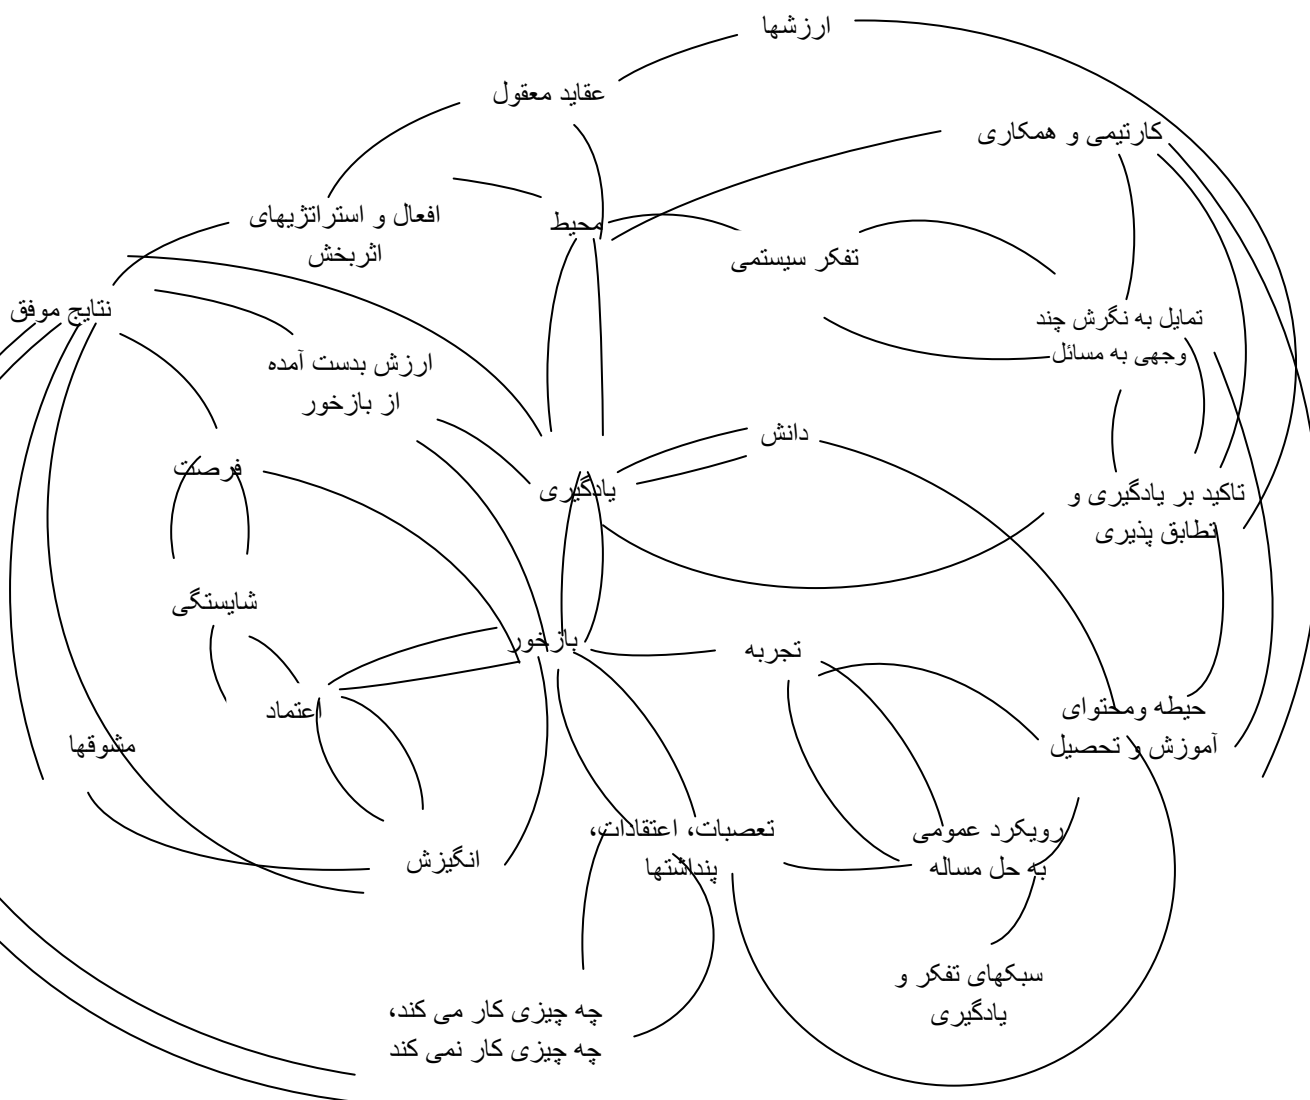 ارزشها
عقاید معقول
کارتیمی و همکاری
افعال و استراتژیهای
اثربخش
محیط
تفکر سیستمی
نتایج موفق
تمایل به نگرش چند
وجهی به مسائل
ارزش بدست آمده
از بازخور
دانش
فرصت
یادگیری
تاکید بر یادگیری و
تطابق پذیری
شایستگی
بازخور
تجربه
اعتماد
حیطه ومحتوای
آموزش و تحصیل
مشوقها
تعصبات، اعتقادات،
پنداشتها
رویکرد عمومی
به حل مساله
انگیزش
سبکهای تفکر و
یادگیری
چه چیزی کار می کند،
چه چیزی کار نمی کند